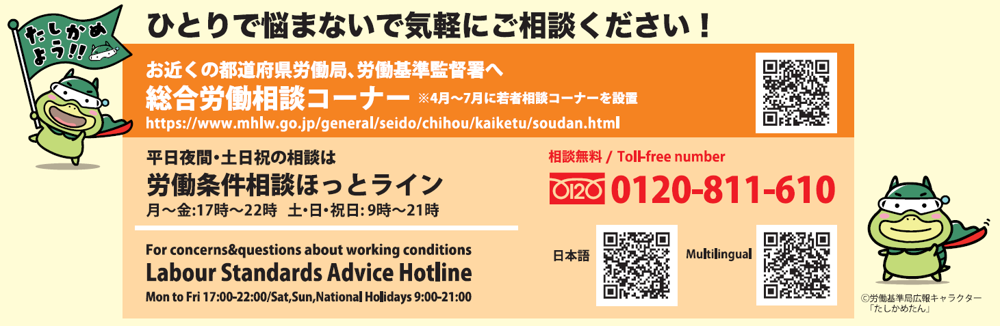 たしかめ
よう!!
ひとりで悩まないで気軽にご相談ください！
お近くの都道府県労働局、労働基準監督署へ
総合労働相談コーナー ※4月～7月に若者相談コーナーを設置
https://www.mhlw.go.jp/general/seido/chihou/kaiketu/soudan.html
平日夜間・土日祝の相談は
労働条件相談ほっとライン
月～金:17時～22時 土・日・祝日: 9時～21時
相談無料 / Toll-free number
0120 0120-811-610
For concerns&questions about working conditions
Labour Standards Advice Hotline
Mon to Fri 17:00-22:00/Sat,Sun,National Holidays 9:00-21:00
日本語
Multilingual
©労働基準局広報キャラクター
「たしかめたん」